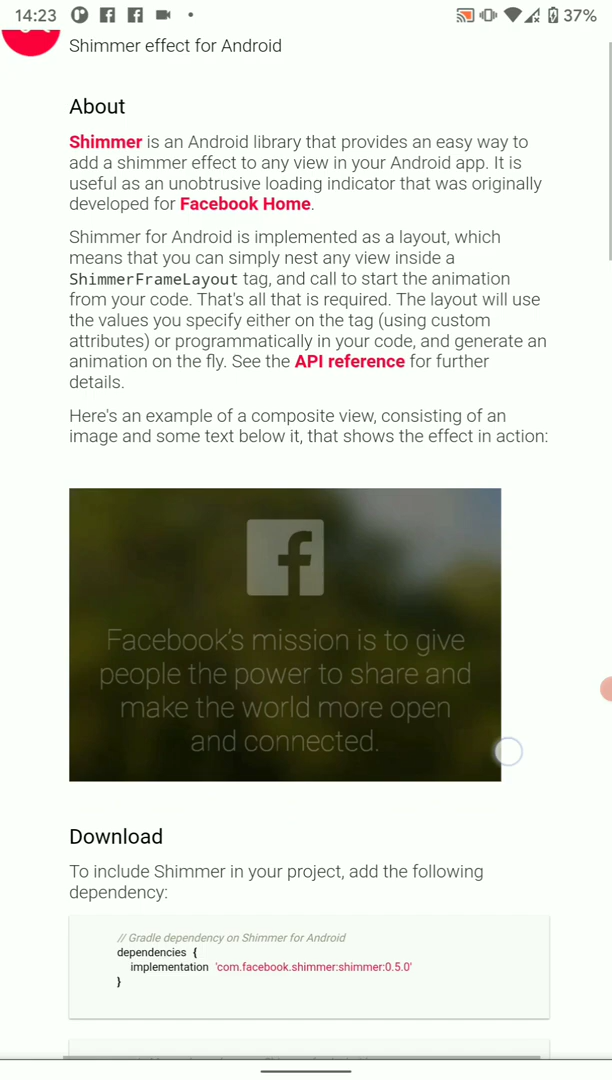 14:23
37%
Shimmer effect for Android
About
Shimmer is an Android library that provides an easy way to
add a shimmer effect to any view in your Android app. It is
useful as an unobtrusive loading indicator that was originally
developed for Facebook Home.
Shimmer for Android is implemented as a layout, which
means that you can simply nest any view inside a
ShimmerFrameLayout tag, and call to start the animation
from your code. That's all that is required. The layout will use
the values you specify either on the tag (using custom
attributes) or programmatically in your code, and generate an
animation on the fly. See the API reference for further
details.
Here's an example of a composite view, consisting of an
image and some text below it, that shows the effect in action:
Facebook's mission is to give
people the power to share and
make the world more open
and connected.
Download
To include Shimmer in your project, add the following
dependency:
// Gradle dependency on Shimmer for Android
dependencies {
implementation 'com.facebook.shimmer:shimmer:0.5.0'
}